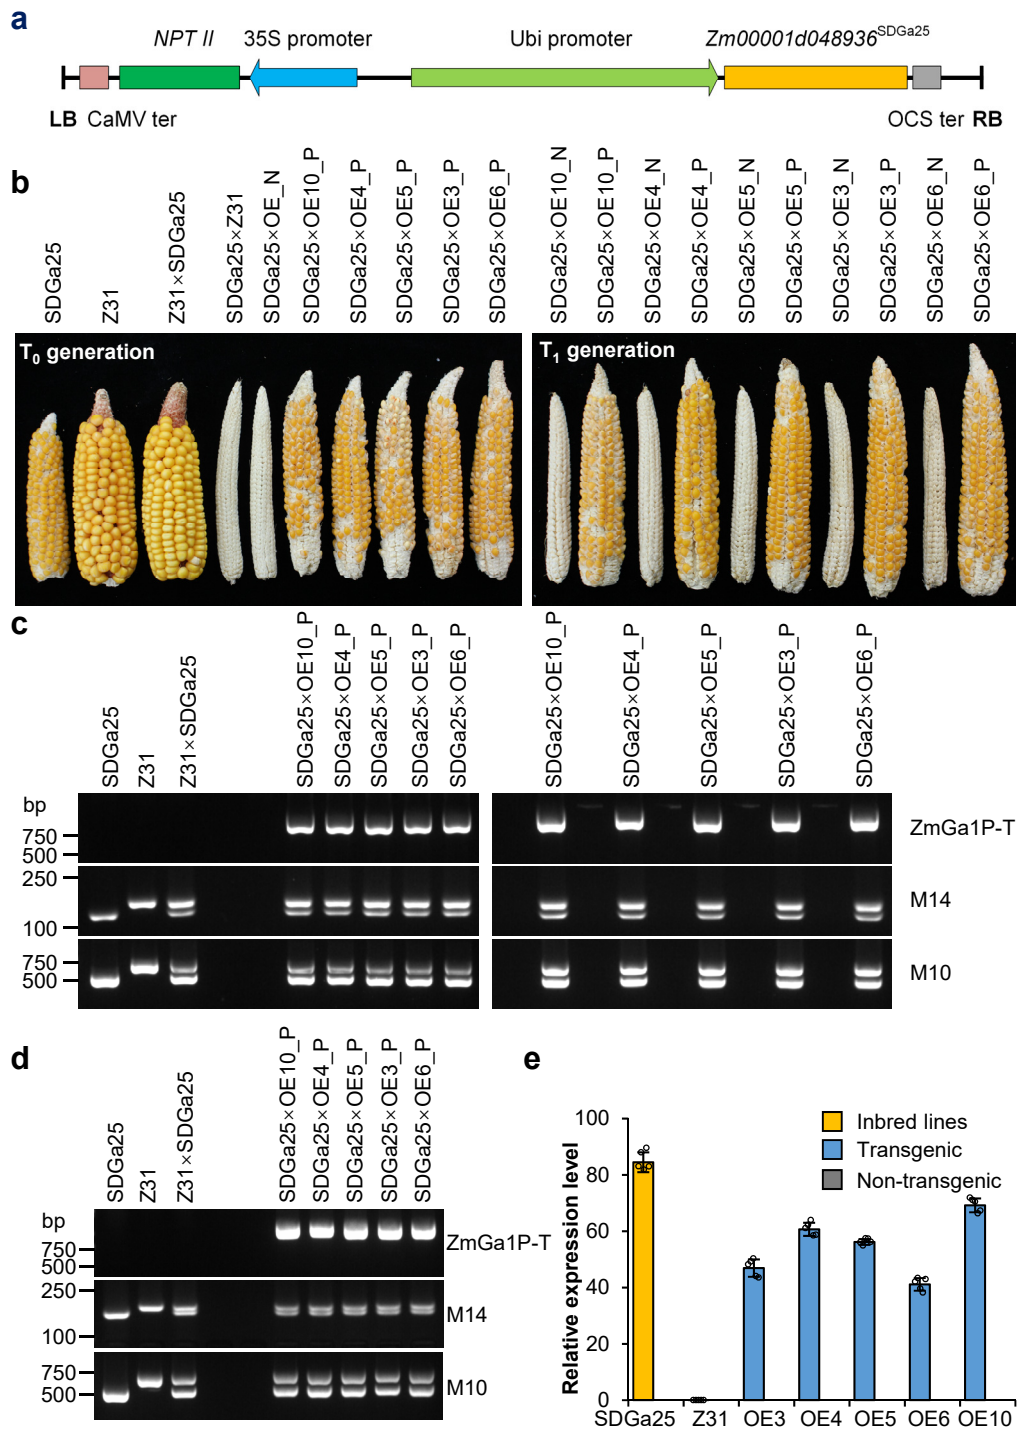 a
NPT II 35S promoter Ubi promoter Zm00001d048936SDGa25
LB CaMV ter OCS ter RB
b
SDGa25
Z31
Z31×SDGa25
SDGa25×Z31
SDGa25×OE_N
SDGa25×OE10_P
SDGa25×OE4_P
SDGa25×OE5_P
SDGa25×OE3_P
SDGa25×OE6_P
SDGa25×OE10_N
SDGa25×OE10_P
SDGa25×OE4_N
SDGa25×OE4_P
SDGa25×OE5_N
SDGa25×OE5_P
SDGa25×OE3_N
SDGa25×OE3_P
SDGa25×OE6_N
SDGa25×OE6_P
T0 generation
T1 generation
c
SDGa25
Z31
Z31×SDGa25
SDGa25×OE10_P
SDGa25×OE4_P
SDGa25×OE5_P
SDGa25×OE3_P
SDGa25×OE6_P
SDGa25×OE10_P
SDGa25×OE4_P
SDGa25×OE5_P
SDGa25×OE3_P
SDGa25×OE6_P
bp
750
500
ZmGa1P-T
250
100
M14
750
500
M10
d
SDGa25
Z31
Z31×SDGa25
SDGa25×OE10_P
SDGa25×OE4_P
SDGa25×OE5_P
SDGa25×OE3_P
SDGa25×OE6_P
bp
750
500
ZmGa1P-T
250
100
M14
750
500
M10
e
Relative expression level
100
80
60
40
20
0
Inbred lines
Transgenic
Non-transgenic
SDGa25 Z31 OE3 OE4 OE5 OE6 OE10